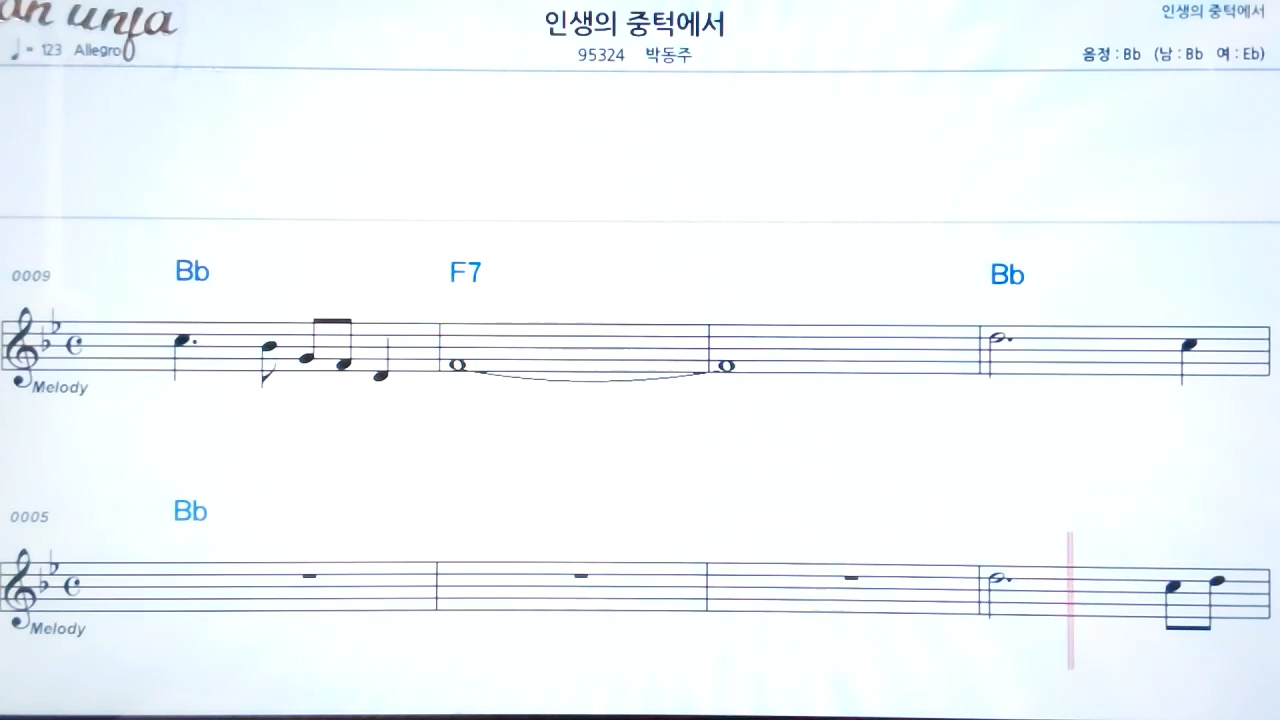 인생의 중턱에서
인생의 중턱에서
♩= 123 Allegro
95324 박동주
음정 : Bb (남 : Bb 여 : Eb)
0009
Bb F7 Bb
Melody
0005
Bb
Melody